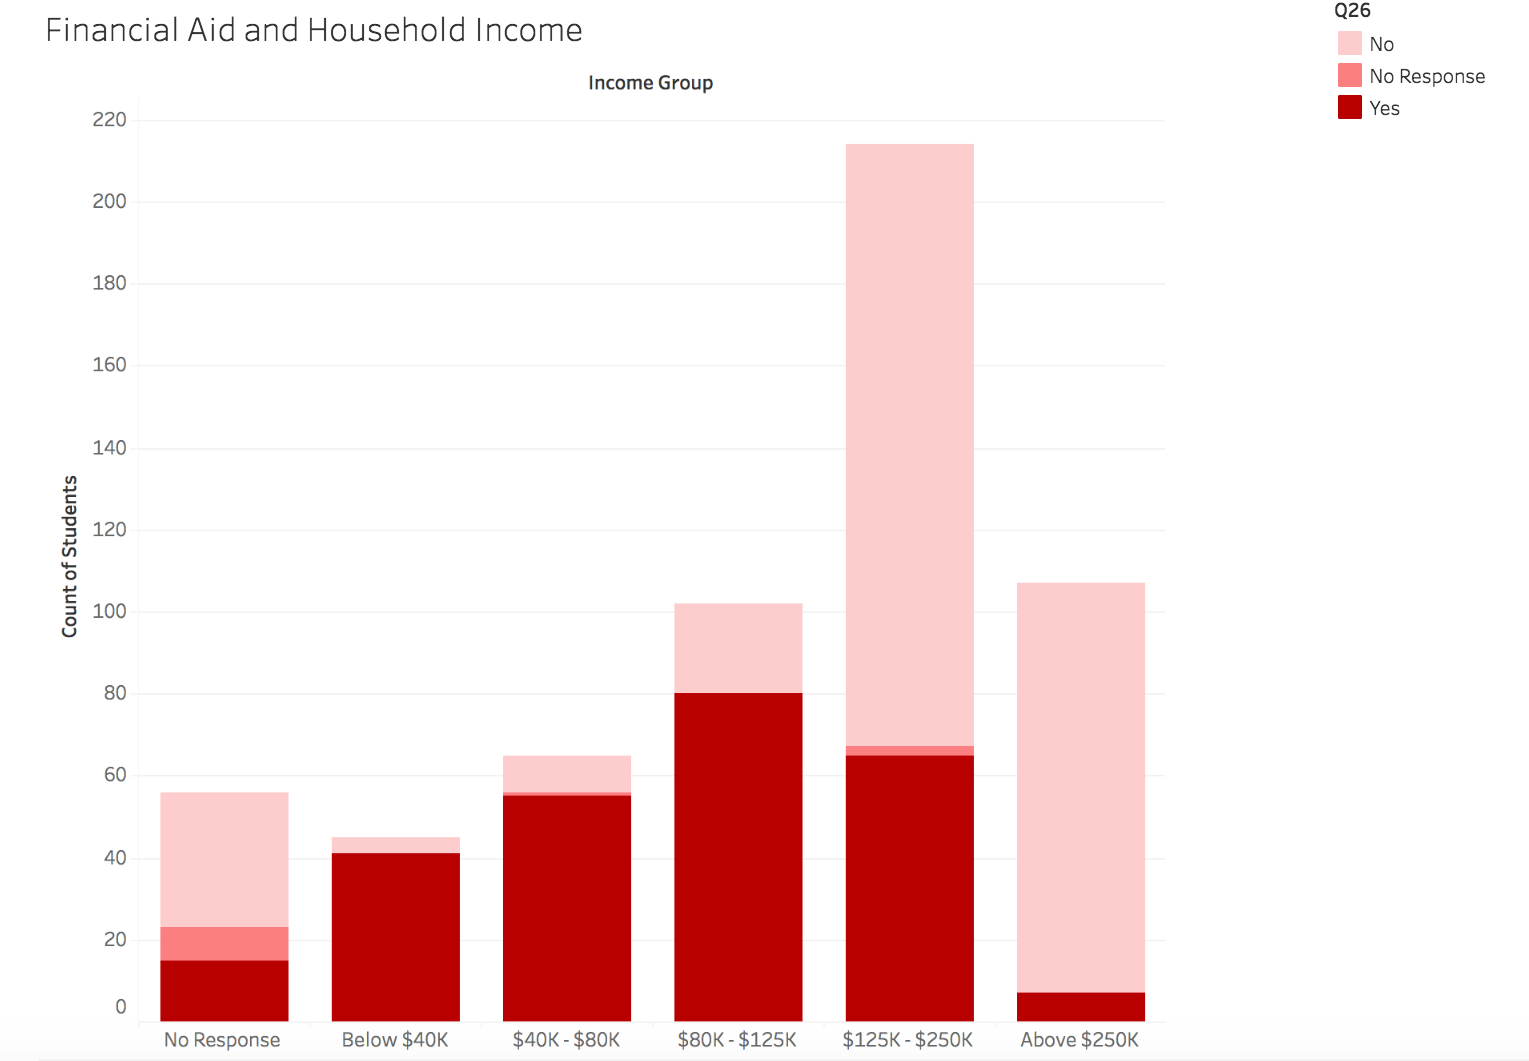 Financial Aid and Household Income
Q26
No
No Response
Yes
Income Group
220
200
180
160
140
120
100
80
60
40
20
0
Count of Students
No Response
Below $40K
$40K - $80K
$80K - $125K
$125K - $250K
Above $250K